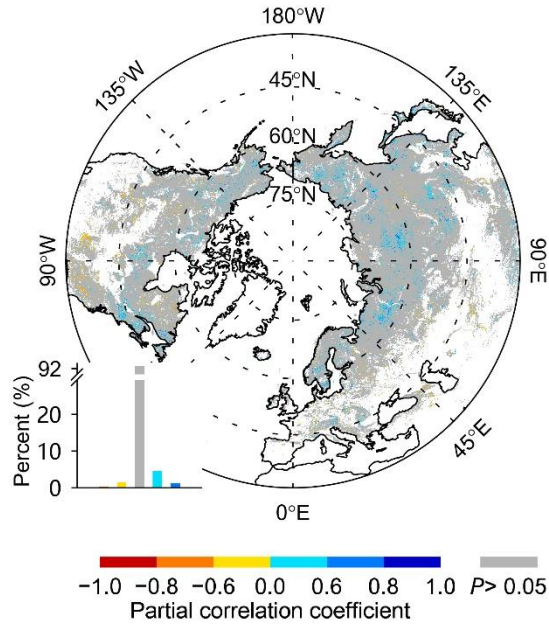 180°W
135°W
135°E
45°N
60°N
75°N
90°W
90°E
45°E
0°E
Percent (%)
92
20
10
0
−1.0 −0.8 −0.6 0.0 0.6 0.8 1.0 P> 0.05
Partial correlation coefficient